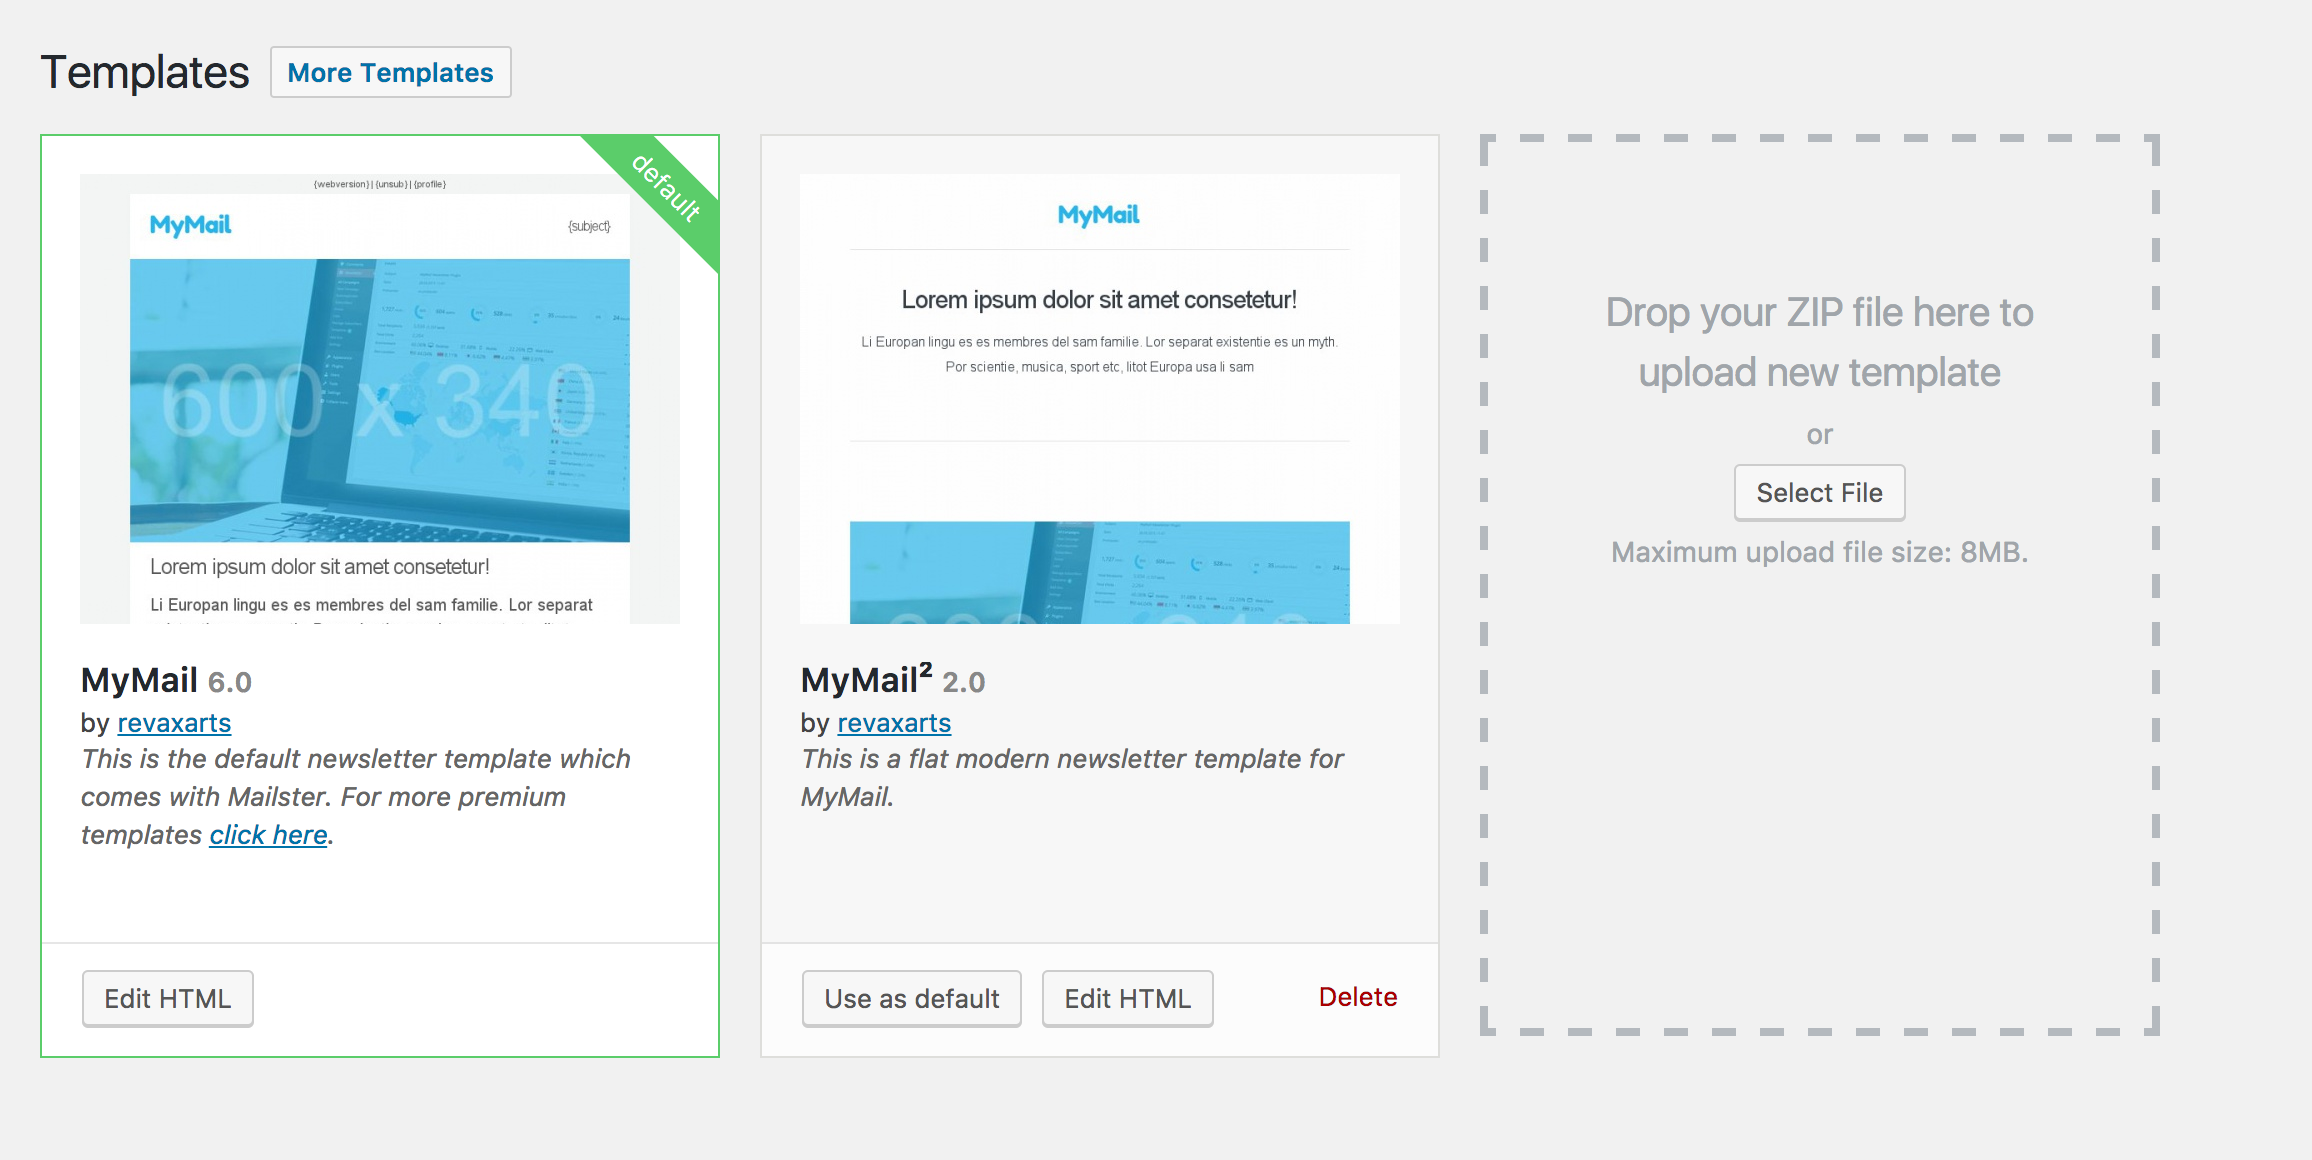 Templates More Templates
default
{webversion} | {unsub} | {profile}
MyMail {subject}
600 x 340
Lorem ipsum dolor sit amet consetetur!
Li Europan lingu es es membres del sam familie. Lor separat
MyMail 6.0
by revaxarts
This is the default newsletter template which
comes with Mailster. For more premium
templates click here.
Edit HTML
MyMail
Lorem ipsum dolor sit amet consetetur!
Li Europan lingu es es membres del sam familie. Lor separat existentie es un myth.
Por scientie, musica, sport etc, litot Europa usa li sam
MyMail² 2.0
by revaxarts
This is a flat modern newsletter template for
MyMail.
Use as default Edit HTML Delete
Drop your ZIP file here to
upload new template
or
Select File
Maximum upload file size: 8MB.